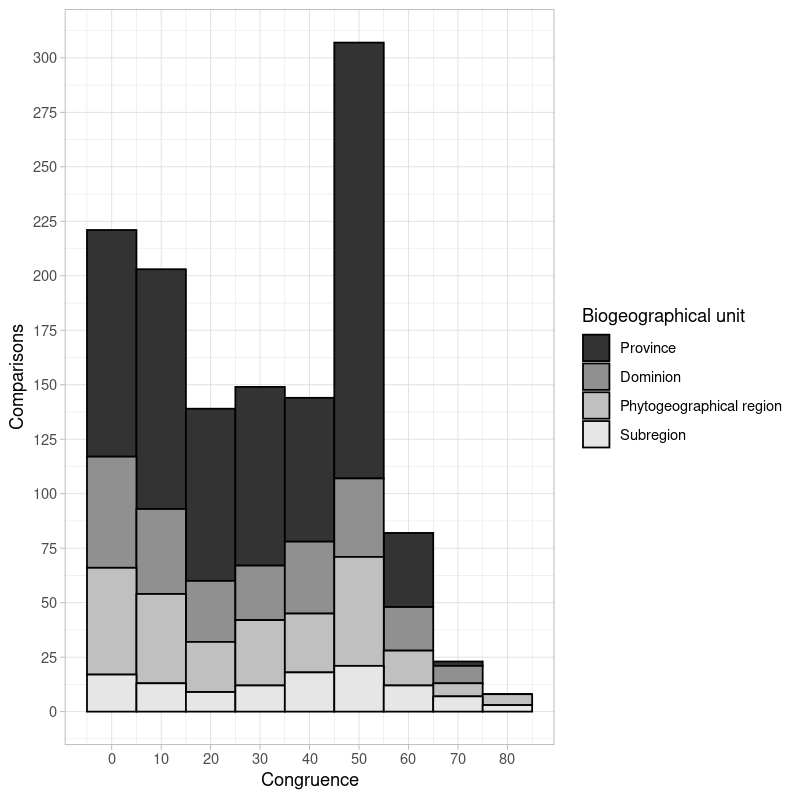 300
275
250
225
200
175
150
125
100
75
50
25
0
Comparisons
0 10 20 30 40 50 60 70 80
Congruence
Biogeographical unit
Province
Dominion
Phytogeographical region
Subregion